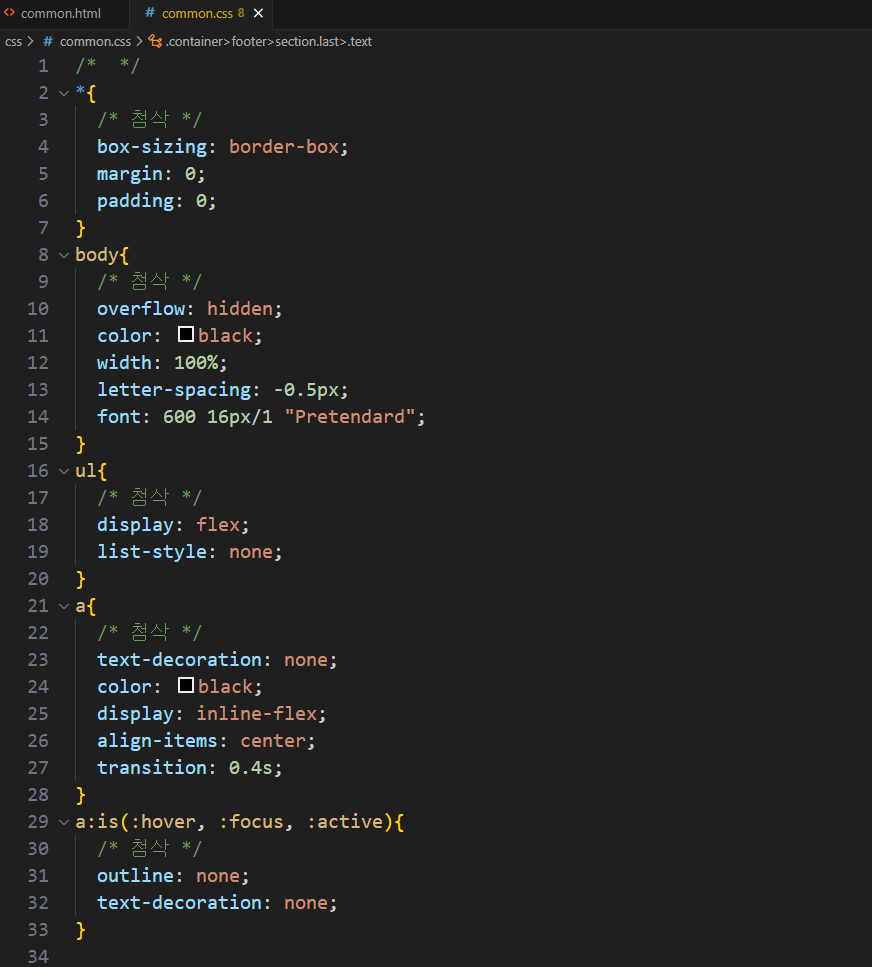 common.html
# common.css 8 ×
css > # common.css > .container>footer>section.last>.text
1 /*  */
2 *{
3 /* 첨삭 */
4 box-sizing: border-box;
5 margin: 0;
6 padding: 0;
7 }
8 body{
9 /* 첨삭 */
10 overflow: hidden;
11 color: black;
12 width: 100%;
13 letter-spacing: -0.5px;
14 font: 600 16px/1 "Pretendard";
15 }
16 ul{
17 /* 첨삭 */
18 display: flex;
19 list-style: none;
20 }
21 a{
22 /* 첨삭 */
23 text-decoration: none;
24 color: black;
25 display: inline-flex;
26 align-items: center;
27 transition: 0.4s;
28 }
29 a:is(:hover, :focus, :active){
30 /* 첨삭 */
31 outline: none;
32 text-decoration: none;
33 }
34